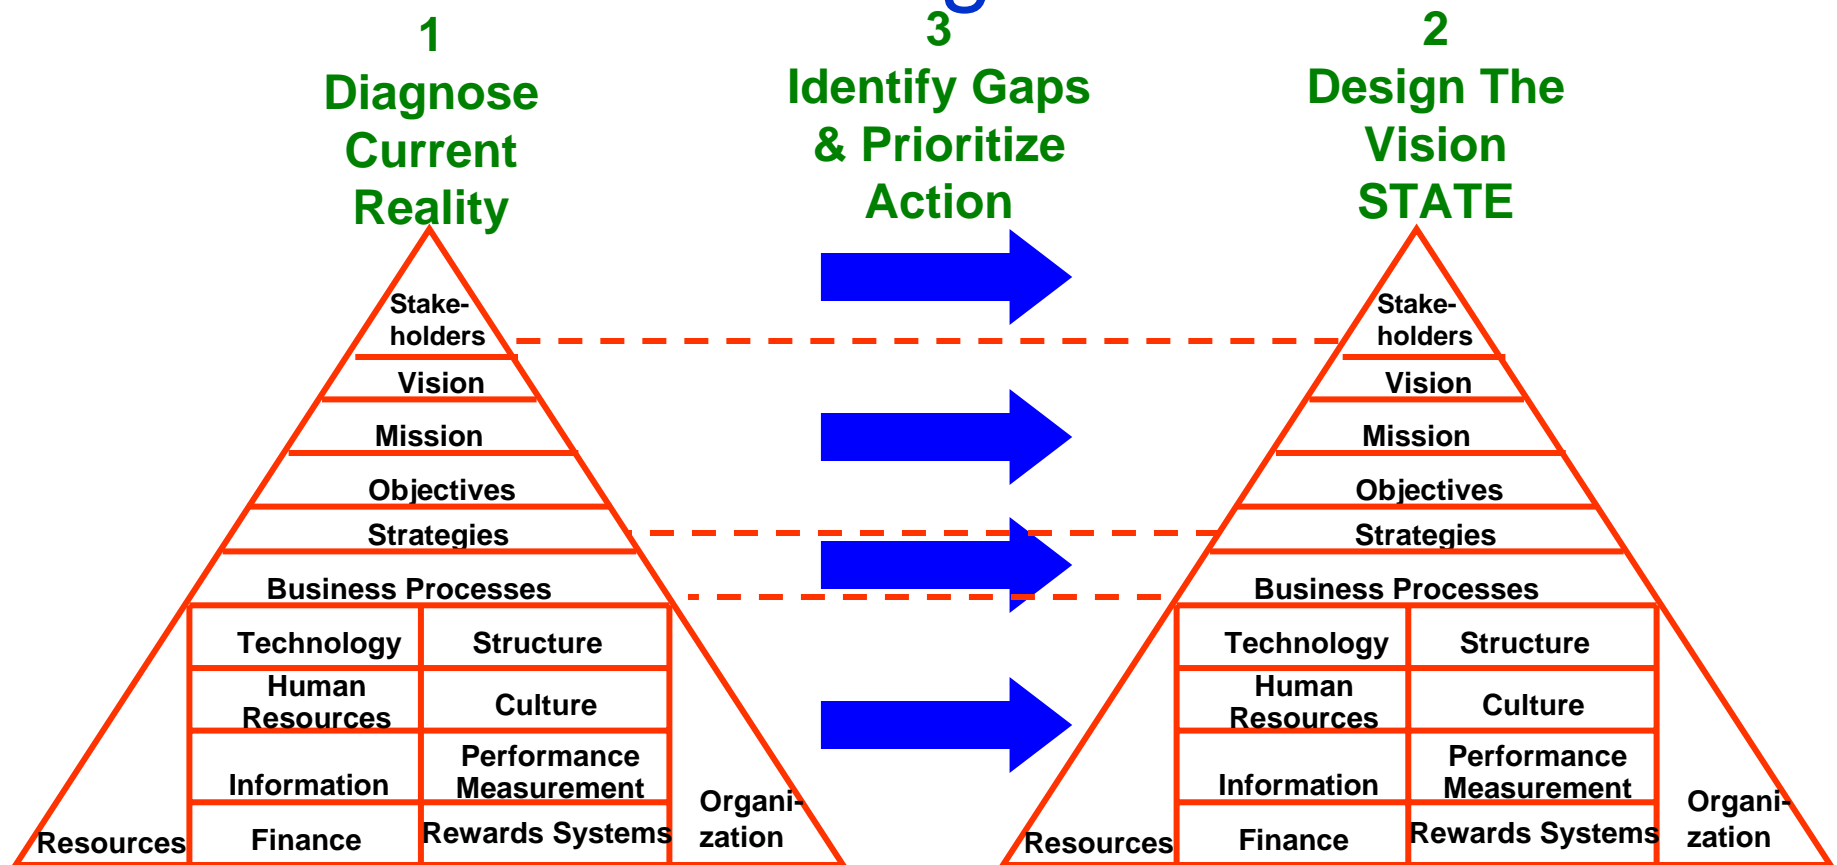 1
Diagnose
Current
Reality
3
Identify Gaps
& Prioritize
Action
2
Design The
Vision
STATE
Stake-
holders
Vision
Mission
Objectives
Strategies
Business Processes
Technology
Structure
Human
Resources
Culture
Information
Performance
Measurement
Finance
Rewards Systems
Resources
Organi-
zation
Stake-
holders
Vision
Mission
Objectives
Strategies
Business Processes
Technology
Structure
Human
Resources
Culture
Information
Performance
Measurement
Finance
Rewards Systems
Resources
Organi-
zation